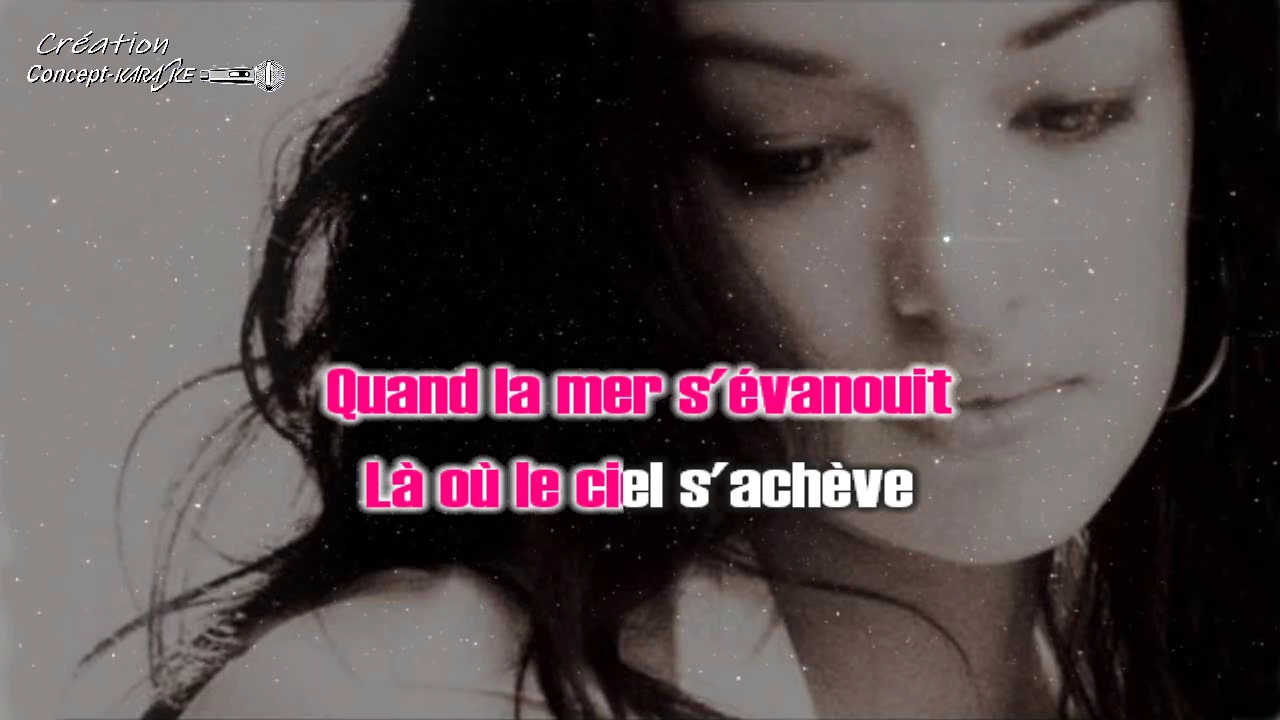 Création
Concept-KARAOKE
Quand la mer s'évanouit
Là où le ciel s'achève